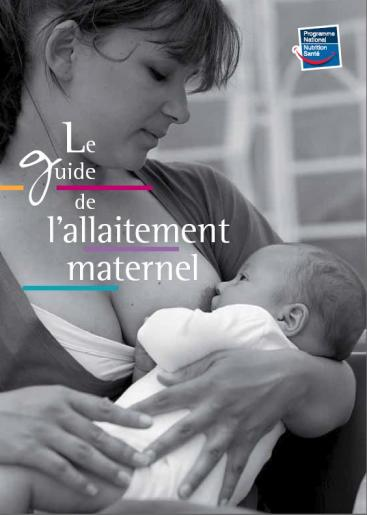 Programme
National
Nutrition
Santé
Le
guide
de
l'allaitement
maternel